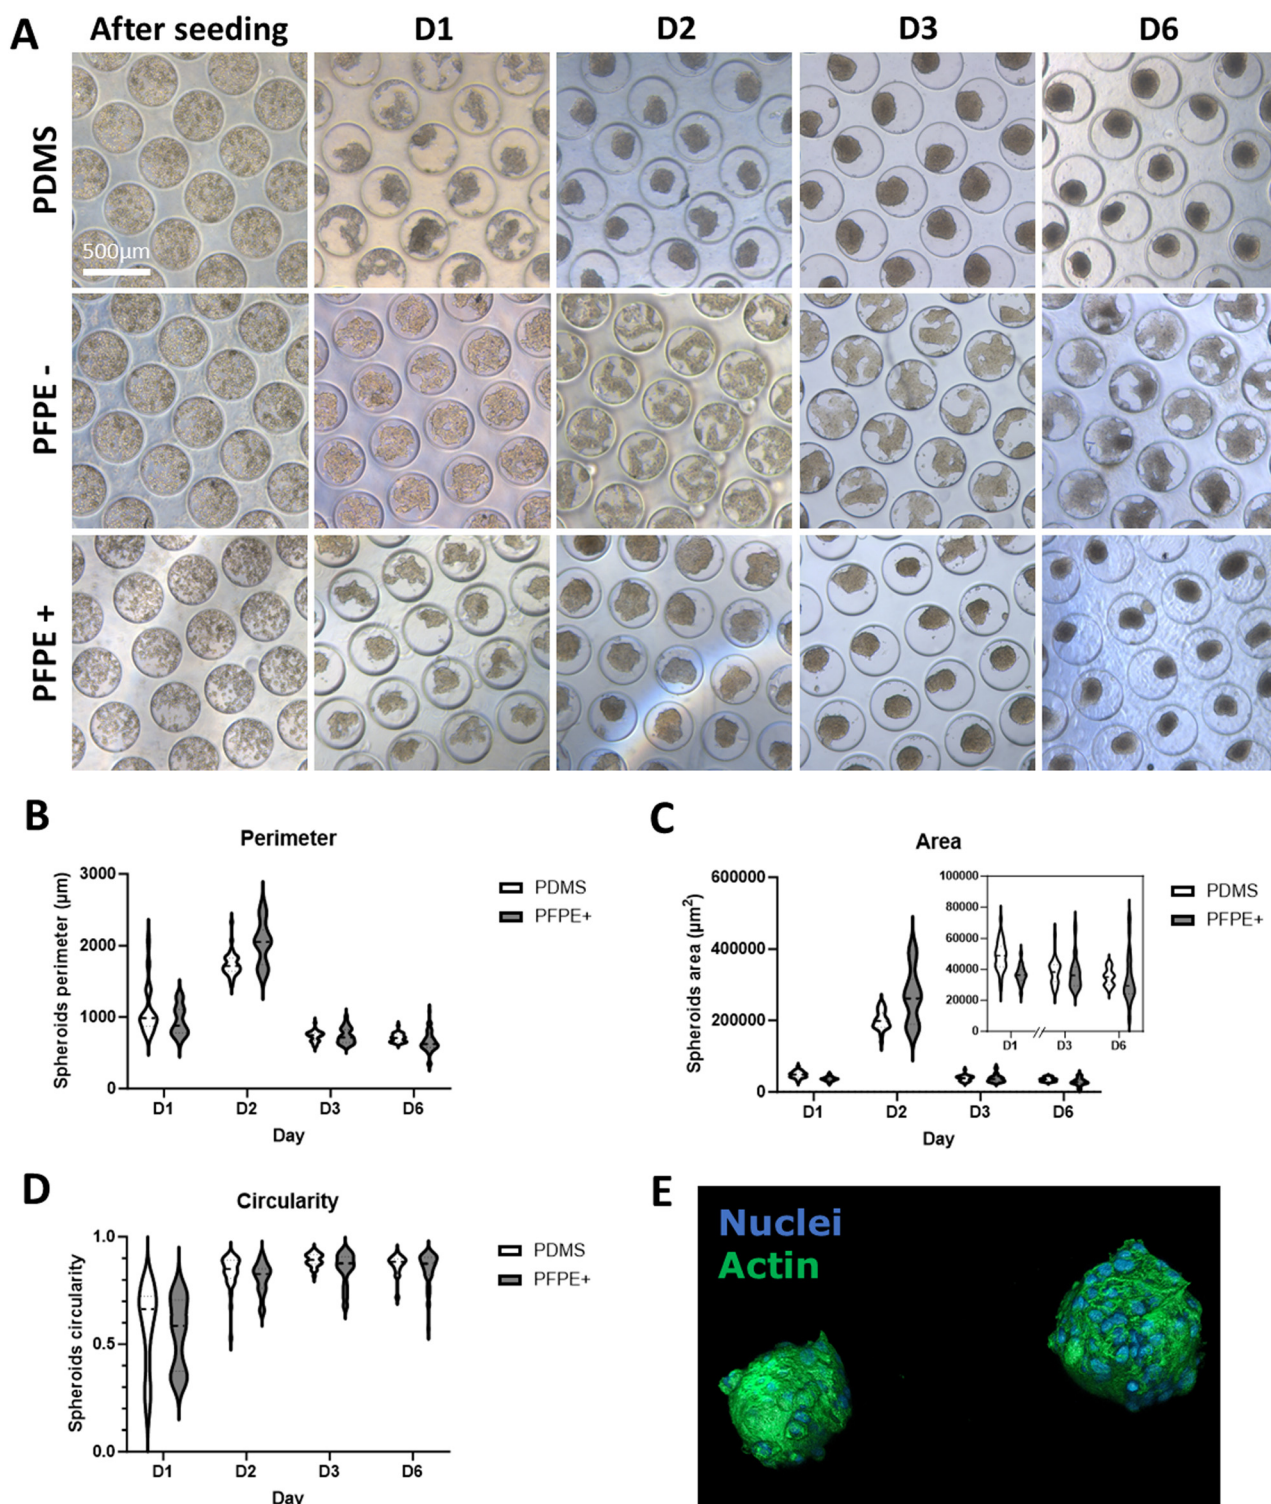 A
After seeding
D1
D2
D3
D6
PDMS
500μm
PFPE -
PFPE +
B
Perimeter
Spheroids perimeter (μm)
3000
2000
1000
0
D1
D2
D3
D6
Day
PDMS
PFPE+
C
Area
Spheroids area (μm²)
600000
400000
200000
0
D1
D2
D3
D6
Day
100000
80000
60000
40000
20000
0
D1
D3
D6
PDMS
PFPE+
D
Circularity
Spheroids circularity
1.0
0.5
0.0
D1
D2
D3
D6
Day
PDMS
PFPE+
E
Nuclei
Actin